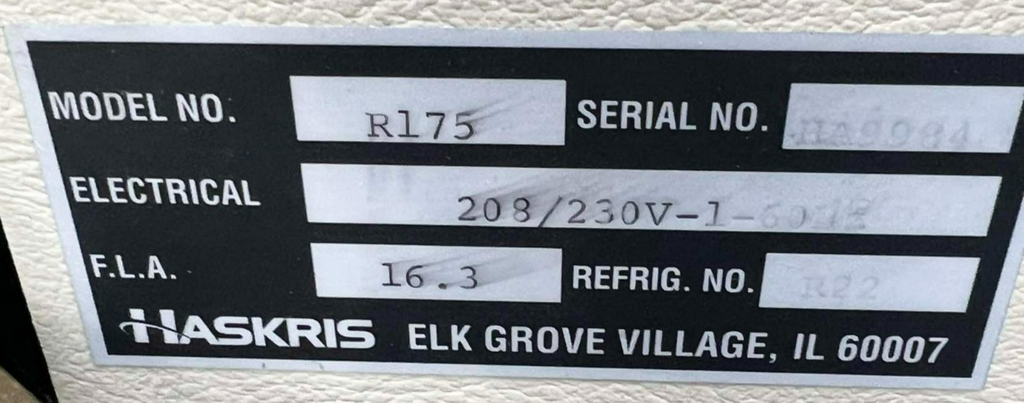 MODEL NO. R175 SERIAL NO.
ELECTRICAL 208/230V-1-60HZ
F.L.A. 16.3 REFRIG. NO. R22
HASKRIS ELK GROVE VILLAGE, IL 60007